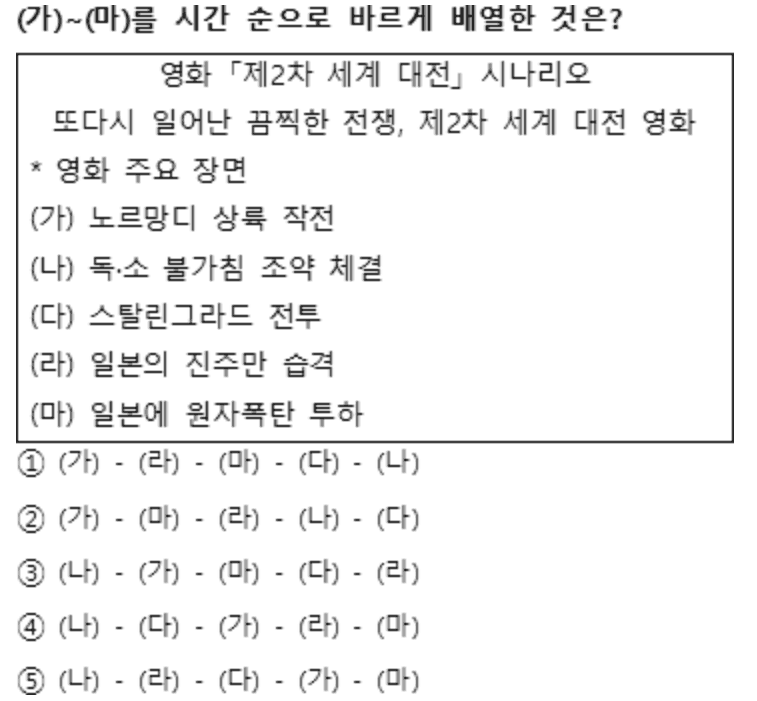 (가)~(마)를 시간 순으로 바르게 배열한 것은?
영화「제2차 세계 대전」시나리오
또다시 일어난 끔찍한 전쟁, 제2차 세계 대전 영화
* 영화 주요 장면
(가) 노르망디 상륙 작전
(나) 독·소 불가침 조약 체결
(다) 스탈린그라드 전투
(라) 일본의 진주만 습격
(마) 일본에 원자폭탄 투하
① (가) - (라) - (마) - (다) - (나)
② (가) - (마) - (라) - (나) - (다)
③ (나) - (가) - (마) - (다) - (라)
④ (나) - (다) - (가) - (라) - (마)
⑤ (나) - (라) - (다) - (가) - (마)